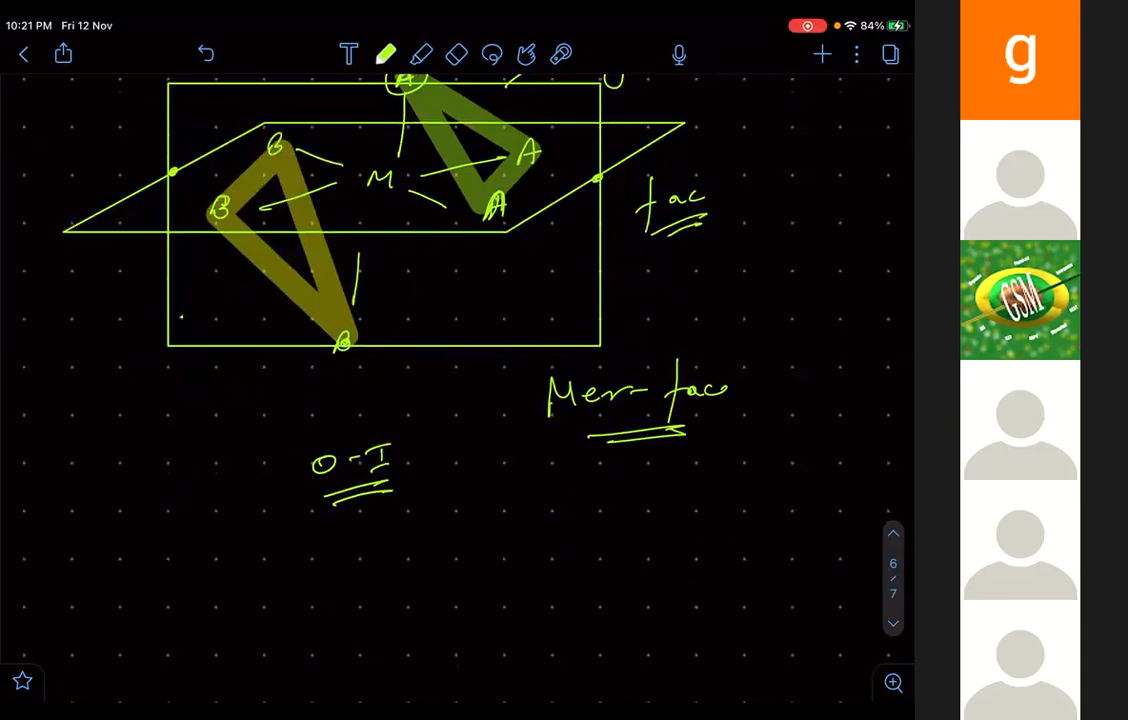 10:21 PM Fri 12 Nov
84%
T
A
B
M
A
B
A
fac
B
Mer-fac
O-I
6
7
g
GSM